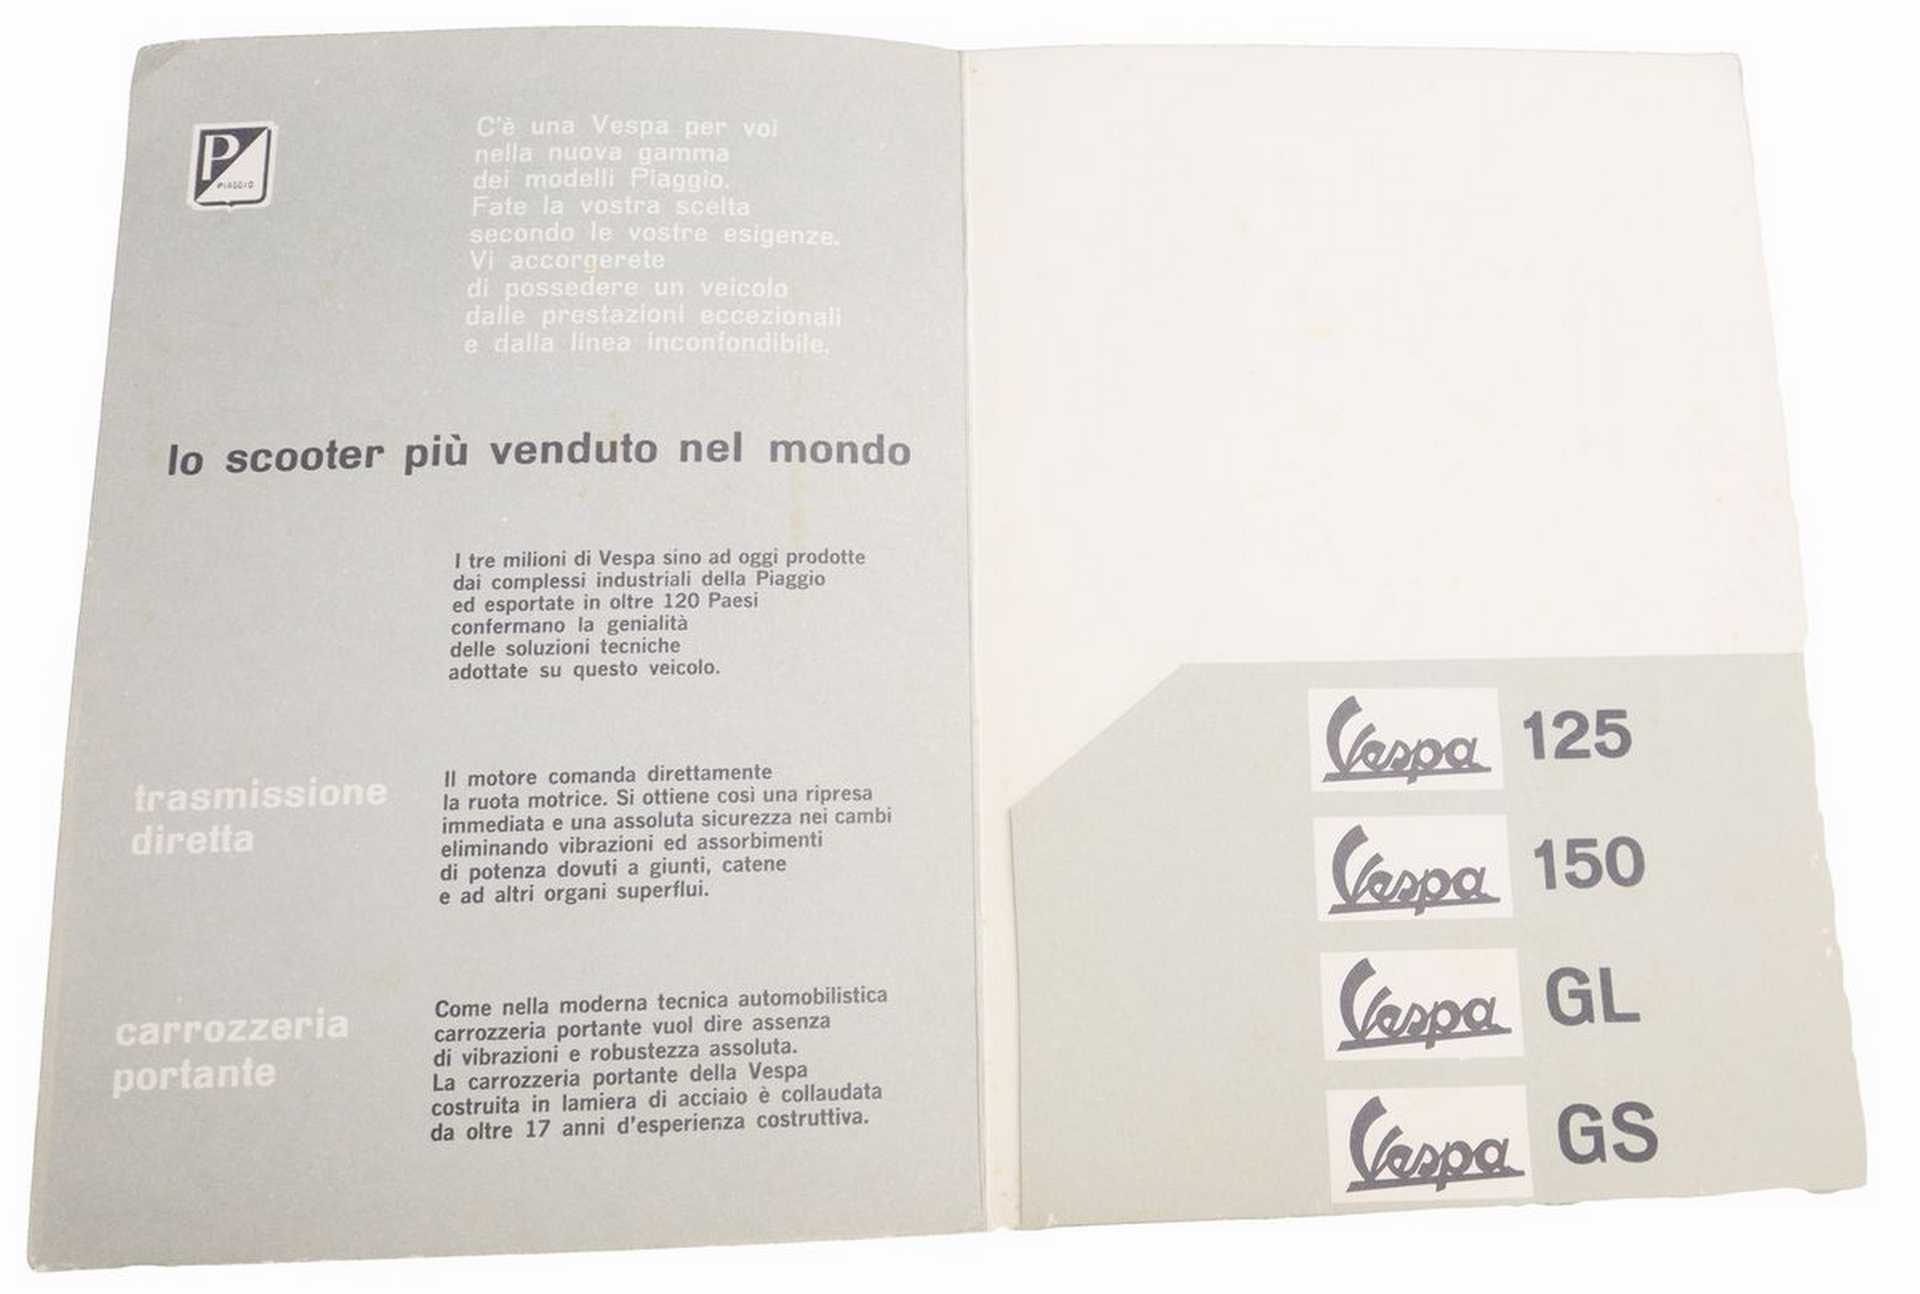 P
PIAGGIO
C'è una Vespa per voi
nella nuova gamma
dei modelli Piaggio.
Fate la vostra scelta
secondo le vostre esigenze.
Vi accorgerete
di possedere un veicolo
dalle prestazioni eccezionali
e dalla linea inconfondibile.
lo scooter più venduto nel mondo
I tre milioni di Vespa sino ad oggi prodotte
dai complessi industriali della Piaggio
ed esportate in oltre 120 Paesi
confermano la genialità
delle soluzioni tecniche
adottate su questo veicolo.
trasmissione
diretta
Il motore comanda direttamente
la ruota motrice. Si ottiene così una ripresa
immediata e una assoluta sicurezza nei cambi
eliminando vibrazioni ed assorbimenti
di potenza dovuti a giunti, catene
e ad altri organi superflui.
carrozzeria
portante
Come nella moderna tecnica automobilistica
carrozzeria portante vuol dire assenza
di vibrazioni e robustezza assoluta.
La carrozzeria portante della Vespa
costruita in lamiera di acciaio è collaudata
da oltre 17 anni d'esperienza costruttiva.
Vespa 125
Vespa 150
Vespa GL
Vespa GS